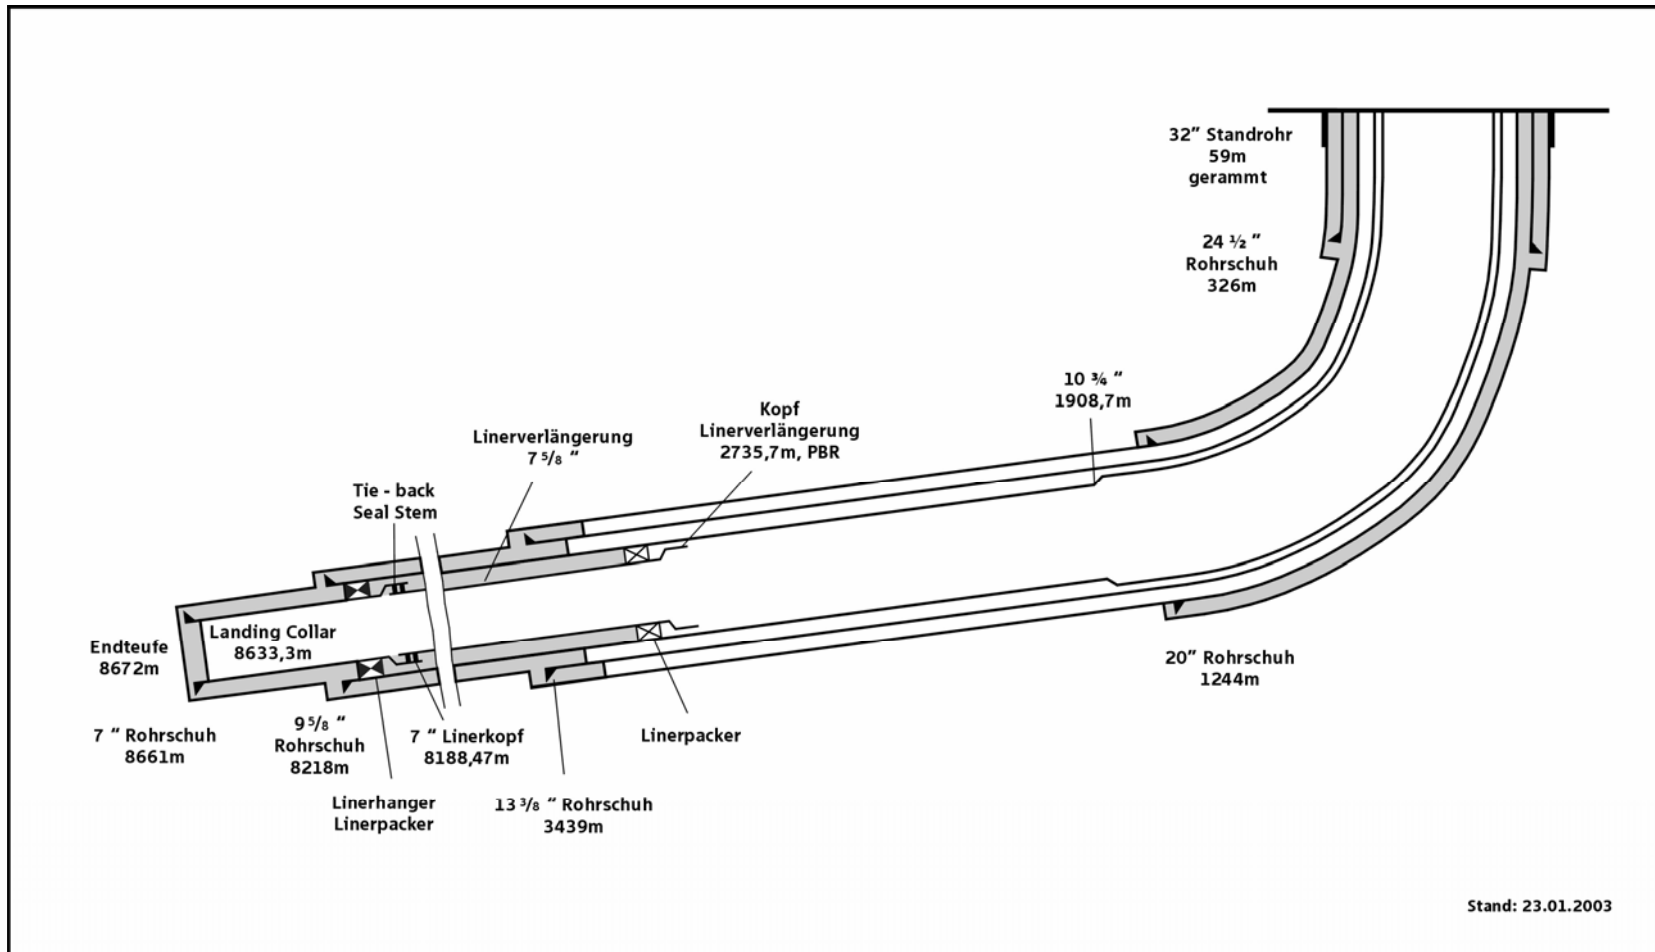 32” Standrohr
59m
gerammt
24 ½ ”
Rohrschuh
326m
10 ¾ “
1908,7m
Kopf
Linerverlängerung
2735,7m, PBR
Linerverlängerung
7 5/8 “
Tie - back
Seal Stem
Landing Collar
8633,3m
Endteufe
8672m
20” Rohrschuh
1244m
7 “ Rohrschuh
8661m
9 5/8 “
Rohrschuh
8218m
7 “ Linerkopf
8188,47m
Linerpacker
Linerhanger
Linerpacker
13 3/8 “ Rohrschuh
3439m
Stand: 23.01.2003